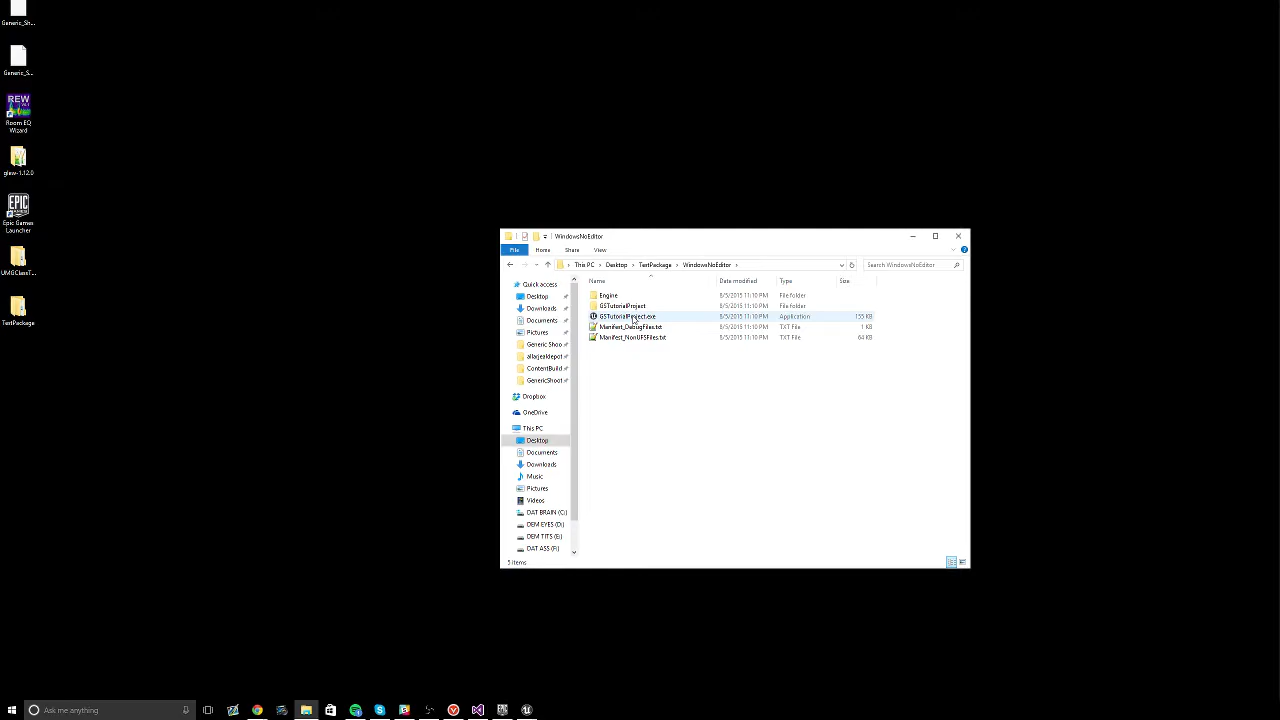 Generic_Sh...
Generic_S...
REW
Room EQ
Wizard
glew-1.12.0
EPIC
GAMES
Epic Games
Launcher
UMGClassT...
TestPackage
WindowsNoEditor
File Home Share View
This PC > Desktop > TestPackage > WindowsNoEditor >
Search WindowsNoEditor
Name Date modified Type Size
Quick access
Desktop
Downloads
Documents
Pictures
Generic Shoo
allarjealdepot
ContentBuild
GenericShoot
Dropbox
OneDrive
This PC
Desktop
Documents
Downloads
Music
Pictures
Videos
DAT BRAIN (C:)
DEM EYES (D:)
DEM TITS (E:)
DAT ASS (F:)
Engine 8/5/2015 11:10 PM File folder
GSTutorialProject 8/5/2015 11:10 PM File folder
GSTutorialProject.exe 8/5/2015 11:10 PM Application 155 KB
Manifest_DebugFiles.txt 8/5/2015 11:10 PM TXT File 1 KB
Manifest_NonUFSFiles.txt 8/5/2015 11:10 PM TXT File 64 KB
5 items
Ask me anything